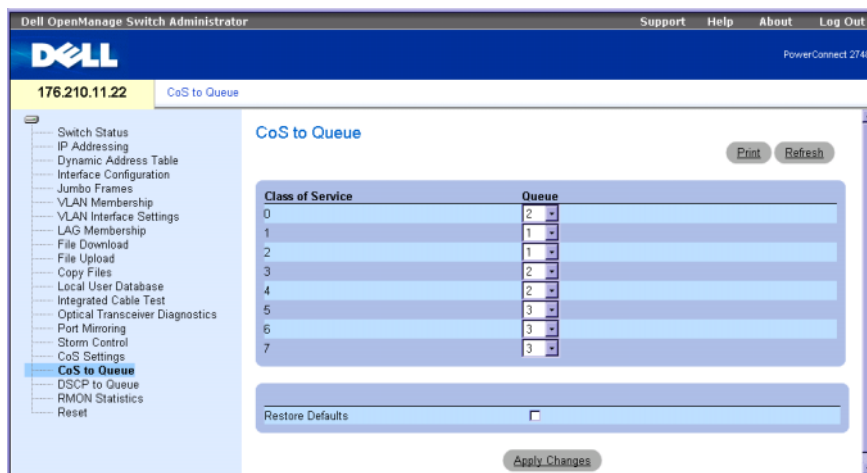 Dell OpenManage Switch Administrator
Support Help About Log Out
DELL
PowerConnect 274
176.210.11.22
CoS to Queue
Switch Status
IP Addressing
Dynamic Address Table
Interface Configuration
Jumbo Frames
VLAN Membership
VLAN Interface Settings
LAG Membership
File Download
File Upload
Copy Files
Local User Database
Integrated Cable Test
Optical Transceiver Diagnostics
Port Mirroring
Storm Control
CoS Settings
CoS to Queue
DSCP to Queue
RMON Statistics
Reset
CoS to Queue
Print Refresh
Class of Service Queue
0 2
1 1
2 1
3 2
4 2
5 3
6 3
7 3
Restore Defaults
Apply Changes